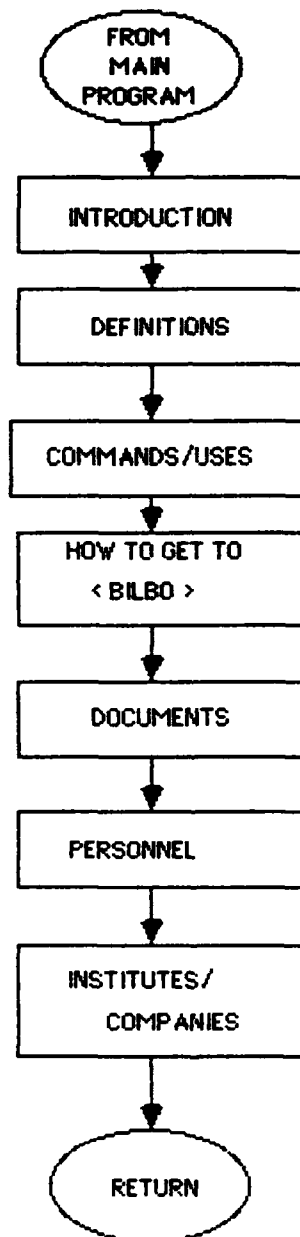 FROM
MAIN
PROGRAM
INTRODUCTION
DEFINITIONS
COMMANDS/USES
HOW TO GET TO
< BILBO >
DOCUMENTS
PERSONNEL
INSTITUTES/
COMPANIES
RETURN